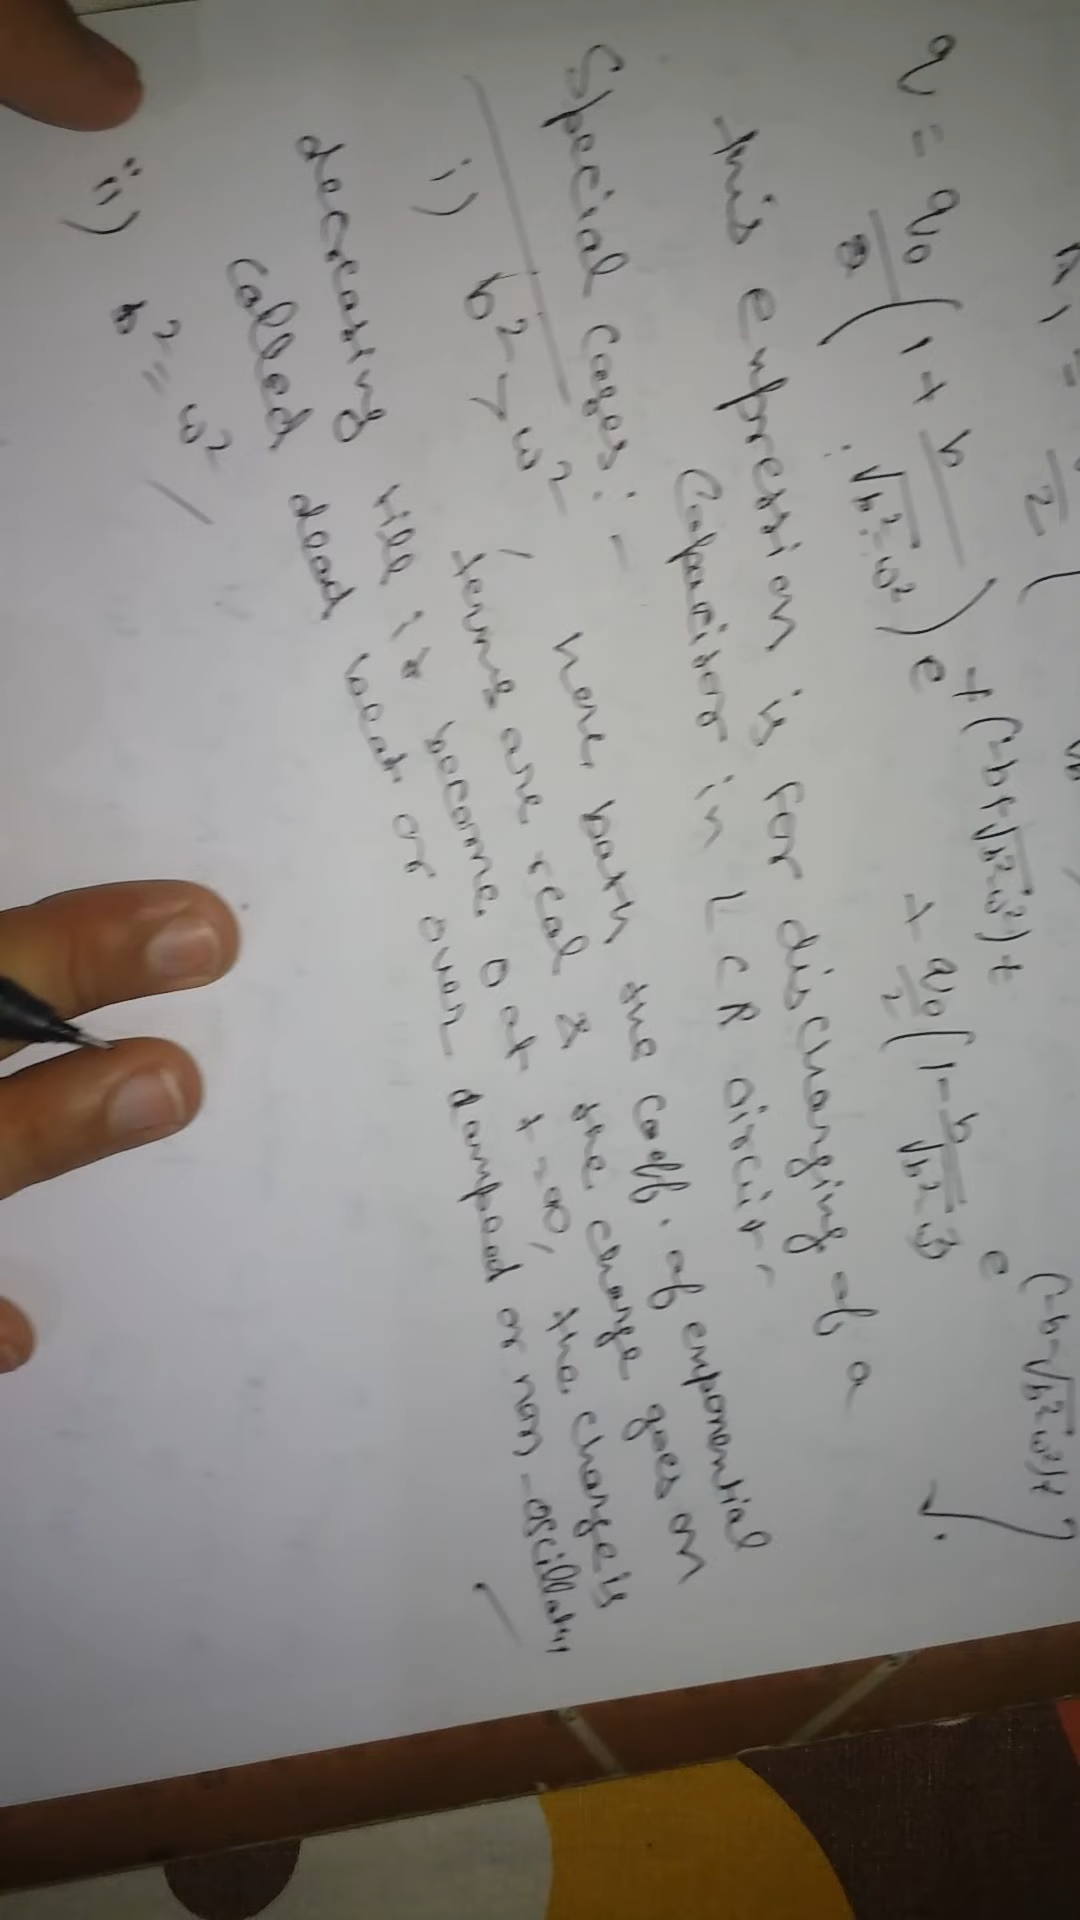 q = q₀/2 (1 + b/√b²-ω²) e^+(-b+√b²-ω²)t + q₀/2 (1 - b/√b²-ω) e^(-b-√b²-ω²)t
this expression is for discharging of a
Capacitor in LCR circuit.
Special cases:-
i) b² > ω², here both the coeff. of exponential
terms are real & the charge goes on
decreasing till it become 0 at t=∞, the charge is
called dead beat or over damped or non-oscillatory
ii) b² = ω²,